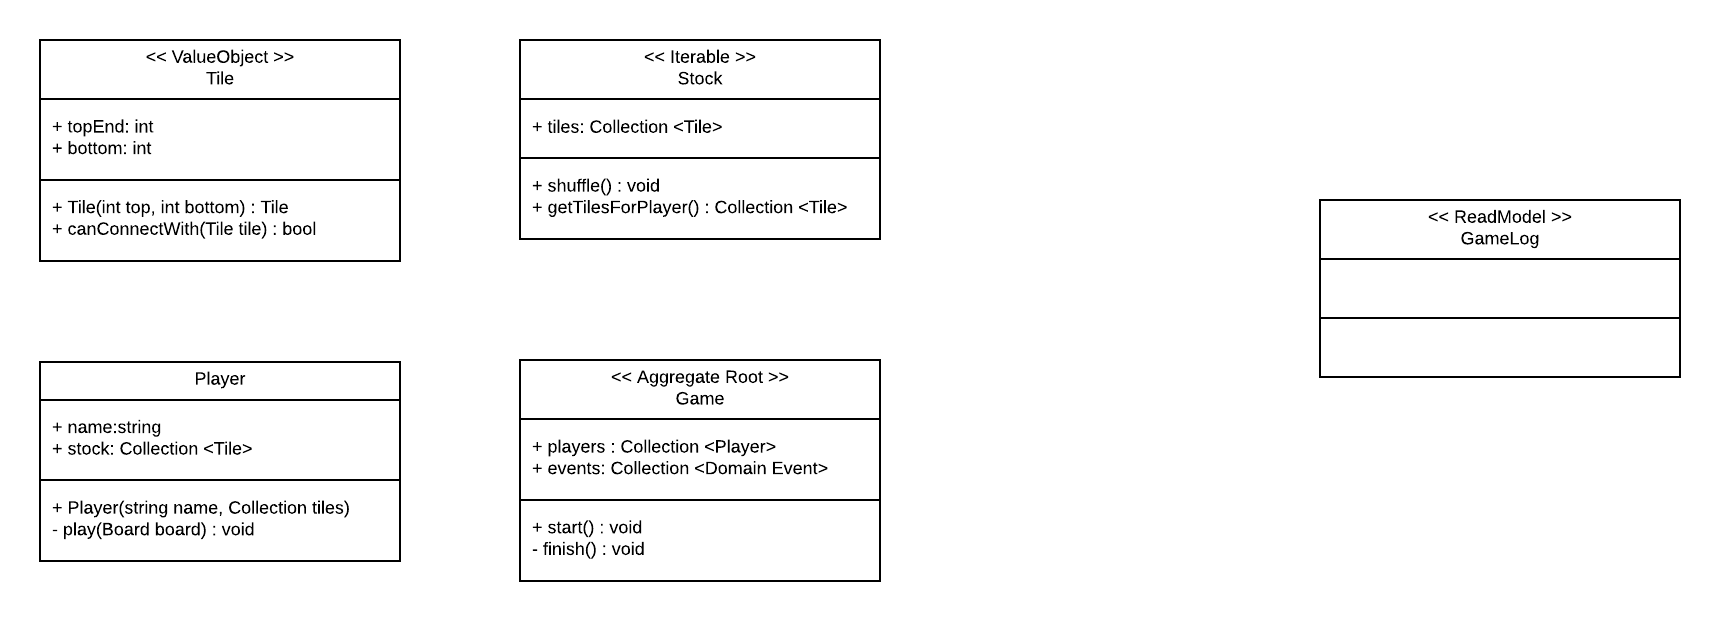 << ValueObject >>
Tile
+ topEnd: int
+ bottom: int
+ Tile(int top, int bottom) : Tile
+ canConnectWith(Tile tile) : bool
<< Iterable >>
Stock
+ tiles: Collection <Tile>
+ shuffle() : void
+ getTilesForPlayer() : Collection <Tile>
<< ReadModel >>
GameLog
Player
+ name:string
+ stock: Collection <Tile>
+ Player(string name, Collection tiles)
- play(Board board) : void
<< Aggregate Root >>
Game
+ players : Collection <Player>
+ events: Collection <Domain Event>
+ start() : void
- finish() : void